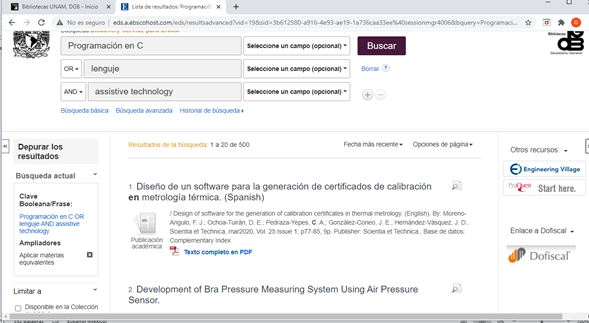 Bibliotecas UNAM, DGB - Inicio
Lista de resultados: Programació
No es seguro | eds.a.ebscohost.com/eds/resultsadvanced?vid=19&sid=3b612580-a916-4e93-ae19-1a736caa33ee%40sessionmgr4006&bquery=Programaci...
Programación en C
Seleccione un campo (opcional)
Buscar
OR
lenguje
Seleccione un campo (opcional)
Borrar
?
AND
assistive technology
Seleccione un campo (opcional)
Búsqueda básica Búsqueda avanzada Historial de búsqueda
Depurar los resultados
Búsqueda actual
Clave Booleana/Frase:
Programación en C OR
lenguje AND assistive
technology
Ampliadores
Aplicar materias
equivalentes
Limitar a
Disponible en la Colección
Resultados de la búsqueda: 1 a 20 de 500
Fecha más reciente
Opciones de página
1. Diseño de un software para la generación de certificados de calibración
en metrología térmica. (Spanish)
/ Design of software for the generation of calibration certificates in thermal metrology. (English). By: Moreno-
Angulo, F. J.; Ochoa-Tuirán, D. E.; Pedraza-Yepes, C. A.; González-Coneo, J. E.; Hernández-Vásquez, J. D.
Scientia et Technica, mar2020, Vol. 25 Issue 1, p77-85, 9p. Publisher: Scientia et Technica., Base de datos:
Complementary Index
Publicación
académica
Texto completo en PDF
2. Development of Bra Pressure Measuring System Using Air Pressure
Sensor.
Otros recursos:
Engineering Village
ProQuest Start here.
Enlace a Dofiscal
Dofiscal